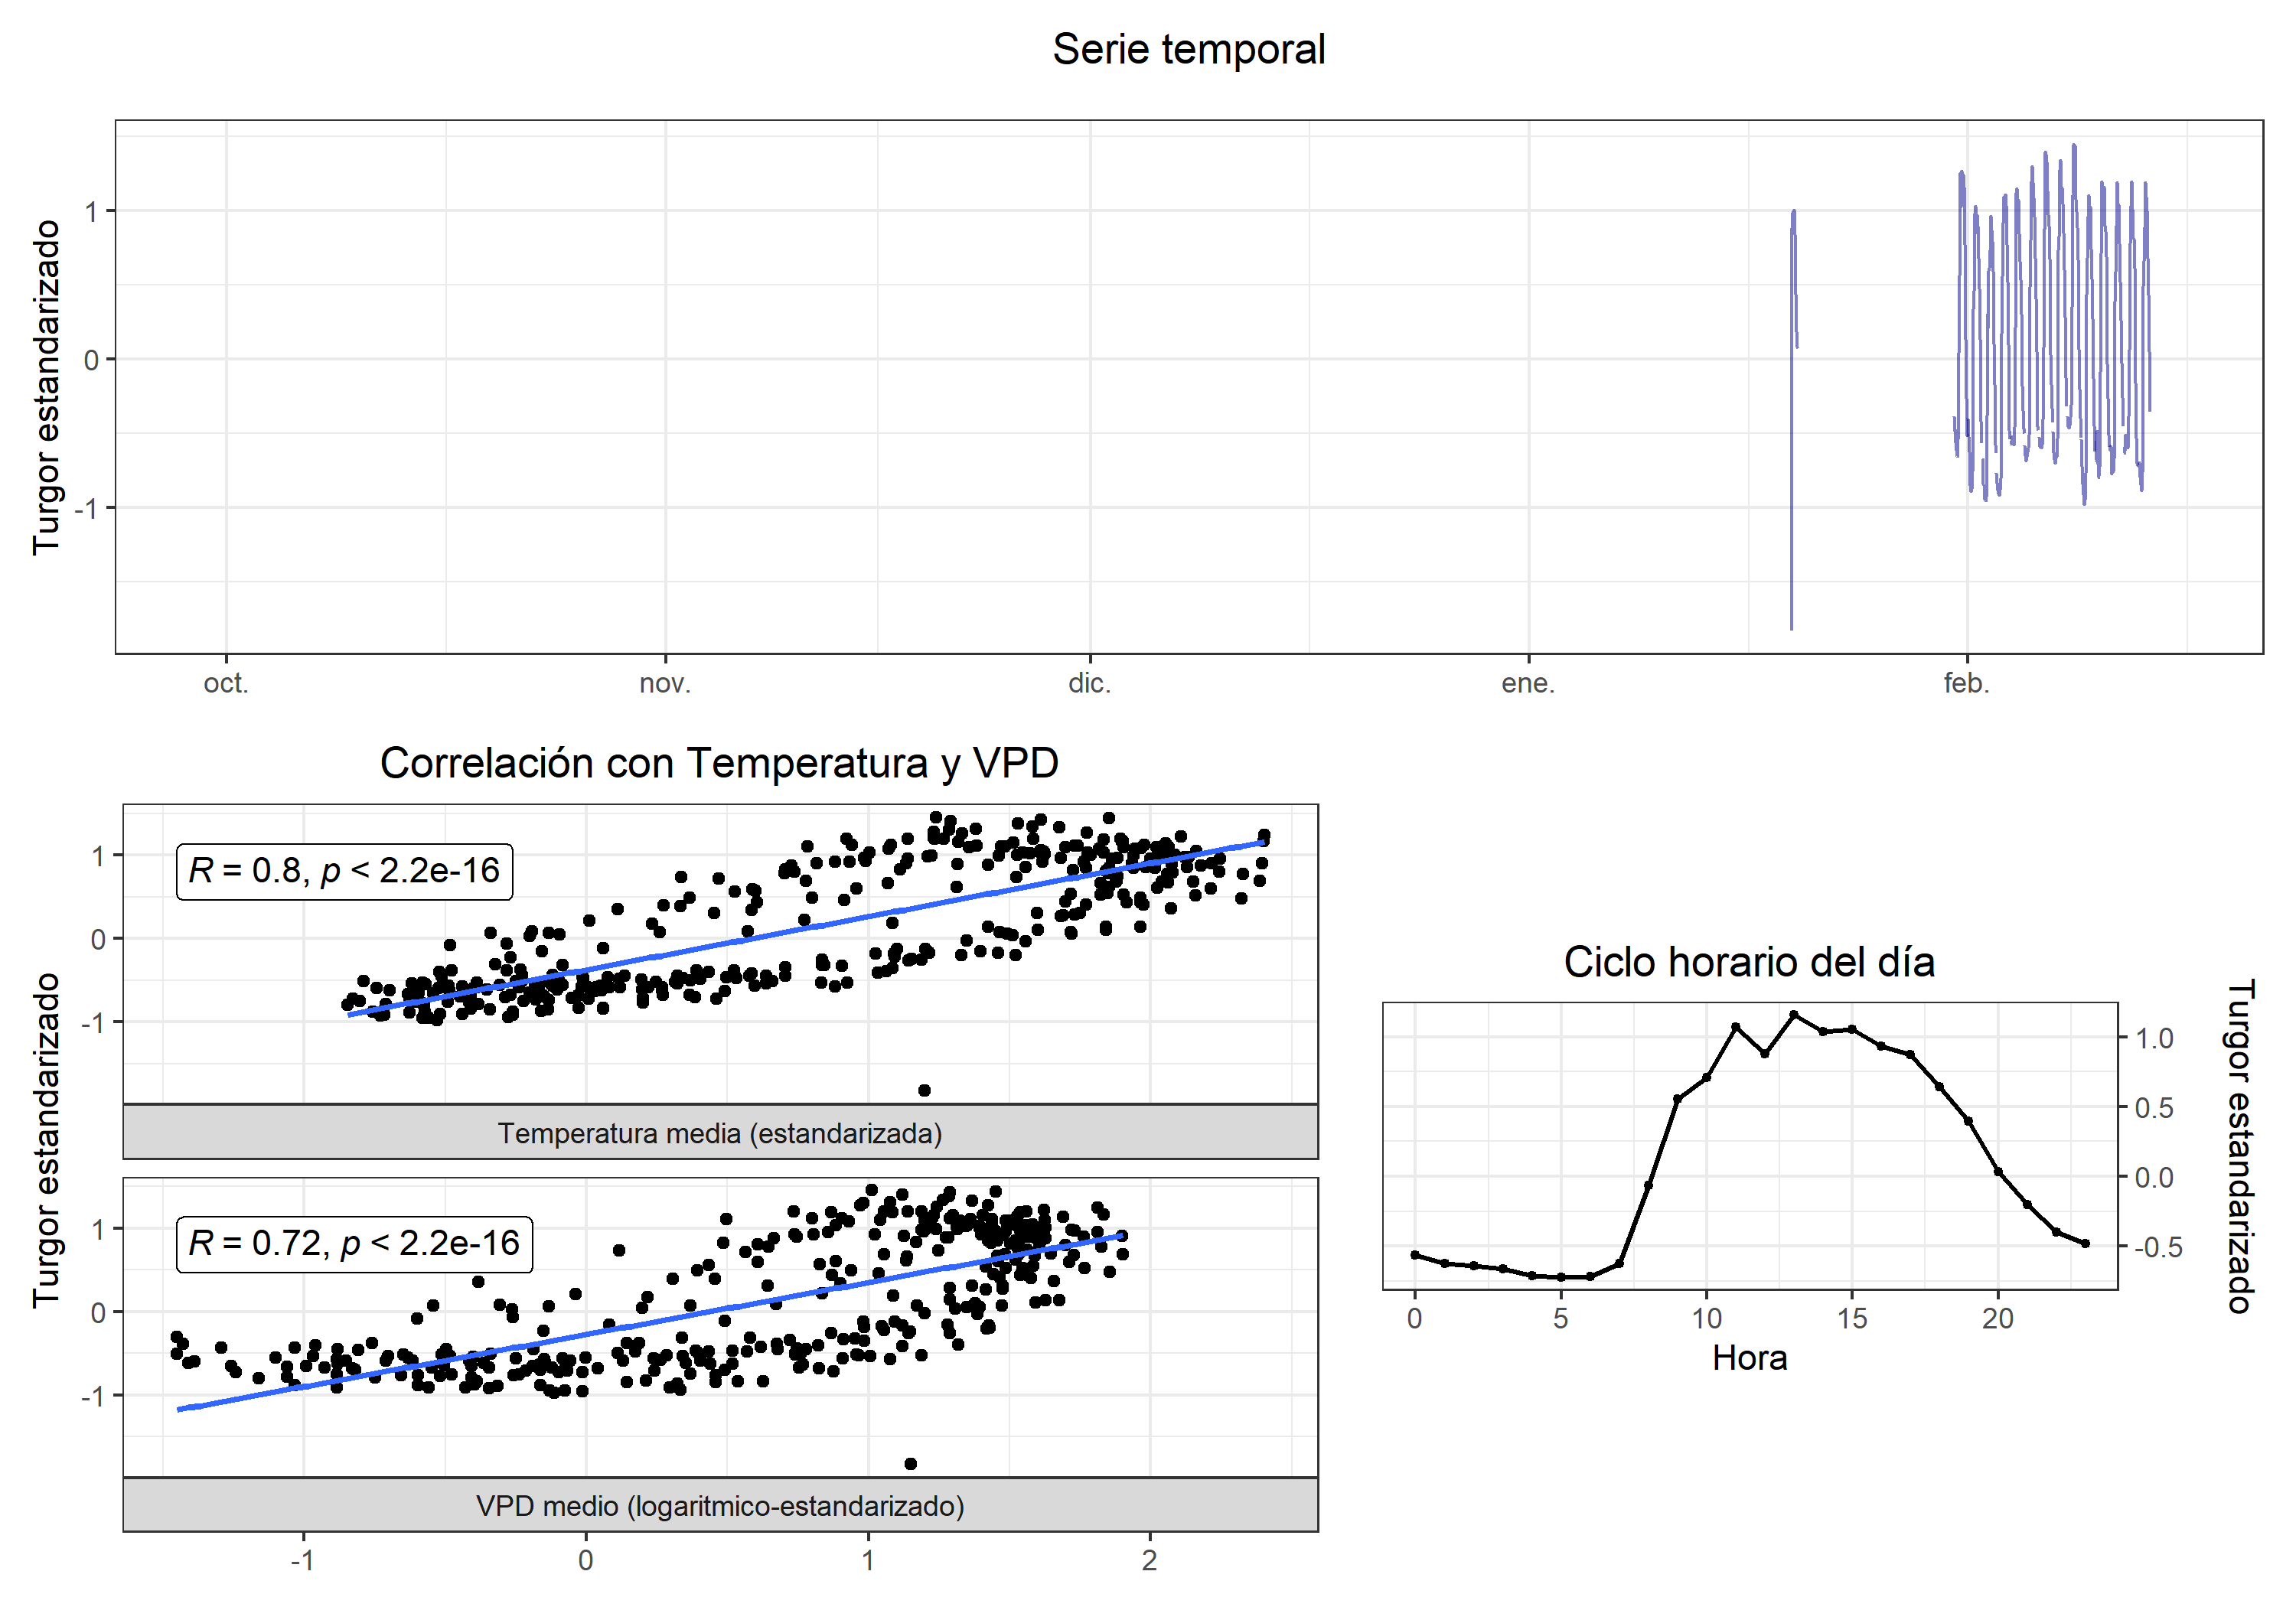 Serie temporal
Turgor estandarizado
1
0
-1
oct.
nov.
dic.
ene.
feb.
Correlación con Temperatura y VPD
Turgor estandarizado
1
0
-1
R = 0.8, p < 2.2e-16
Temperatura media (estandarizada)
1
0
-1
R = 0.72, p < 2.2e-16
VPD medio (logaritmico-estandarizado)
-1
0
1
2
Ciclo horario del día
1.0
0.5
0.0
-0.5
Turgor estandarizado
0
5
10
15
20
Hora